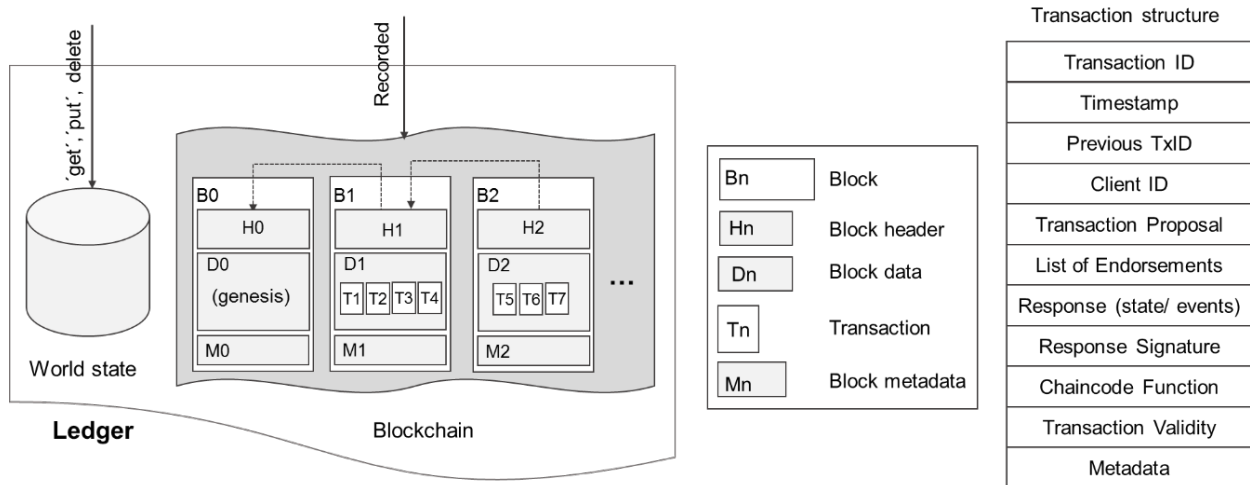 ´get´,´put´, delete
Recorded
B0
H0
D0
(genesis)
M0
B1
H1
D1
T1 T2 T3 T4
M1
B2
H2
D2
T5 T6 T7
M2
...
World state
Ledger
Blockchain
Bn Block
Hn Block header
Dn Block data
Tn Transaction
Mn Block metadata
Transaction structure
Transaction ID
Timestamp
Previous TxID
Client ID
Transaction Proposal
List of Endorsements
Response (state/ events)
Response Signature
Chaincode Function
Transaction Validity
Metadata